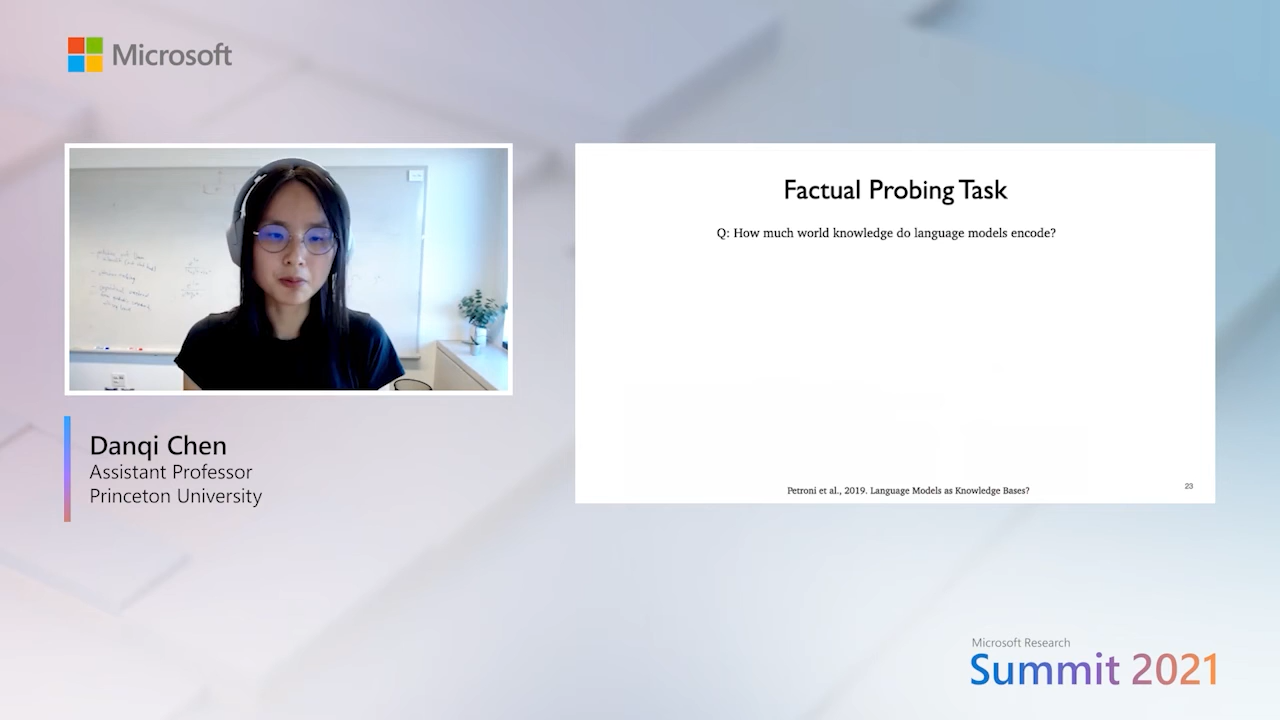 Microsoft
Factual Probing Task
Q: How much world knowledge do language models encode?
Danqi Chen
Assistant Professor
Princeton University
Petroni et al., 2019. Language Models as Knowledge Bases?
23
Microsoft Research
Summit 2021